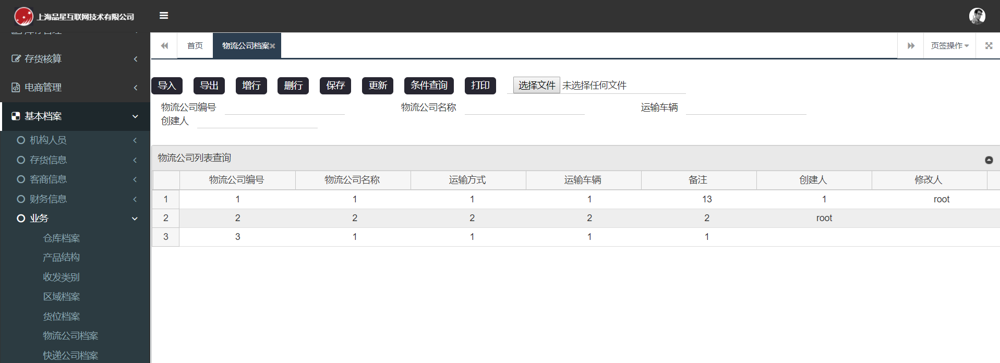 上海品星互联网技术有限公司
存货核算
电商管理
基本档案
机构人员
存货信息
客商信息
财务信息
业务
仓库档案
产品结构
收发类别
区域档案
货位档案
物流公司档案
快递公司档案
首页 物流公司档案 页签操作
导入 导出 增行 删行 保存 更新 条件查询 打印 选择文件 未选择任何文件
物流公司编号 物流公司名称 运输车辆
创建人
物流公司列表查询
物流公司编号 物流公司名称 运输方式 运输车辆 备注 创建人 修改人
1 1 1 1 1 13 1 root
2 2 2 2 2 2 root
3 3 1 1 1 1